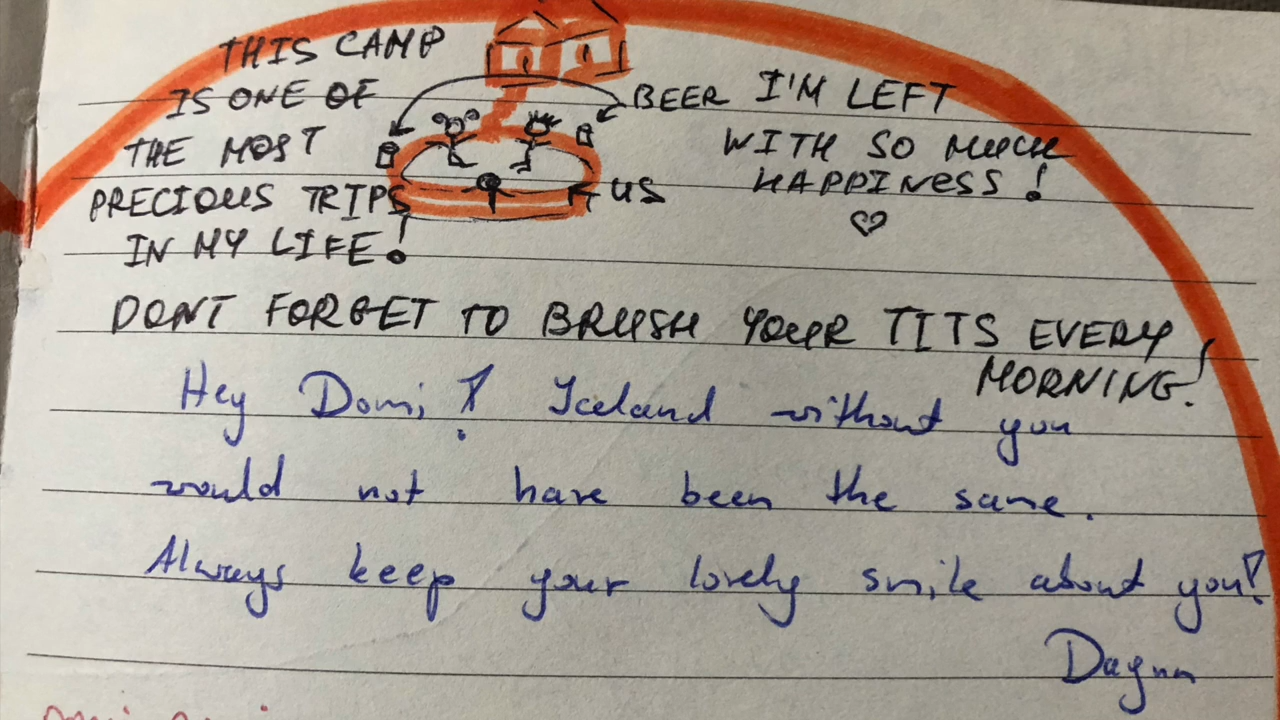 THIS CAMP
IS ONE OF
THE MOST
PRECIOUS TRIPS
IN MY LIFE!
BEER
US
I'M LEFT
WITH SO MUCH
HAPPINESS!
DONT FORGET TO BRUSH YOUR TITS EVERY
MORNING!
Hey Domi! Iceland without you
would not have been the same.
Always keep your lovely smile about you!
Dagna